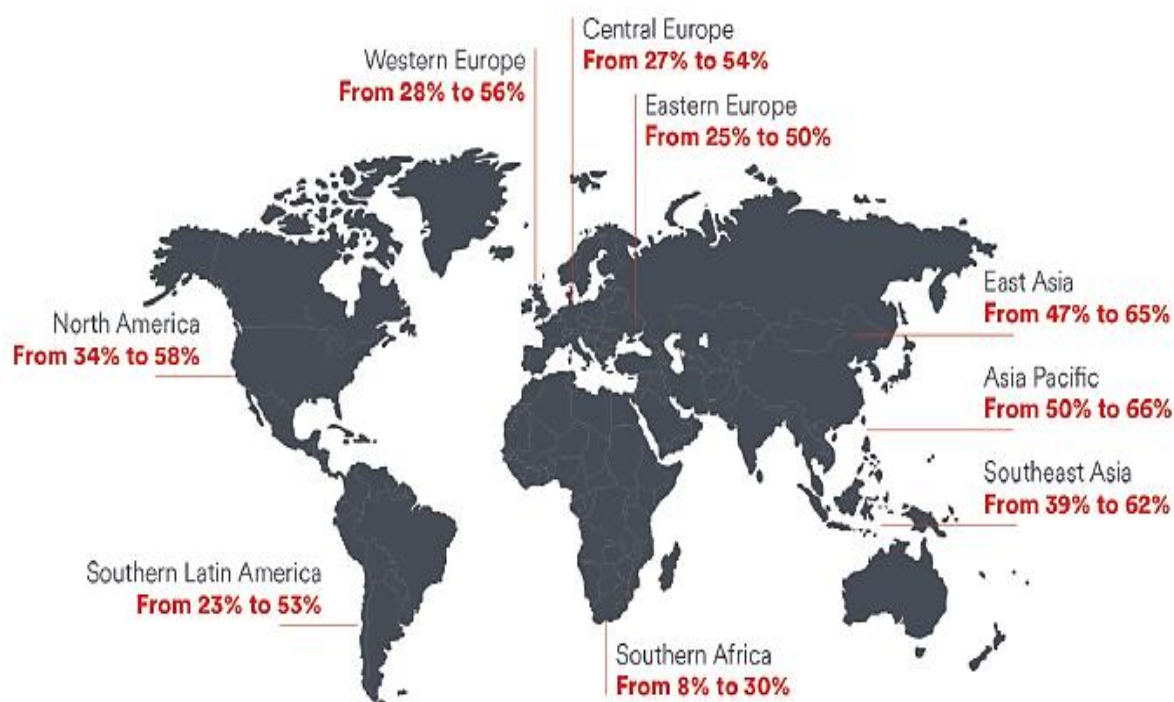 Central Europe
From 27% to 54%
Western Europe
From 28% to 56%
Eastern Europe
From 25% to 50%
East Asia
From 47% to 65%
North America
From 34% to 58%
Asia Pacific
From 50% to 66%
Southeast Asia
From 39% to 62%
Southern Latin America
From 23% to 53%
Southern Africa
From 8% to 30%